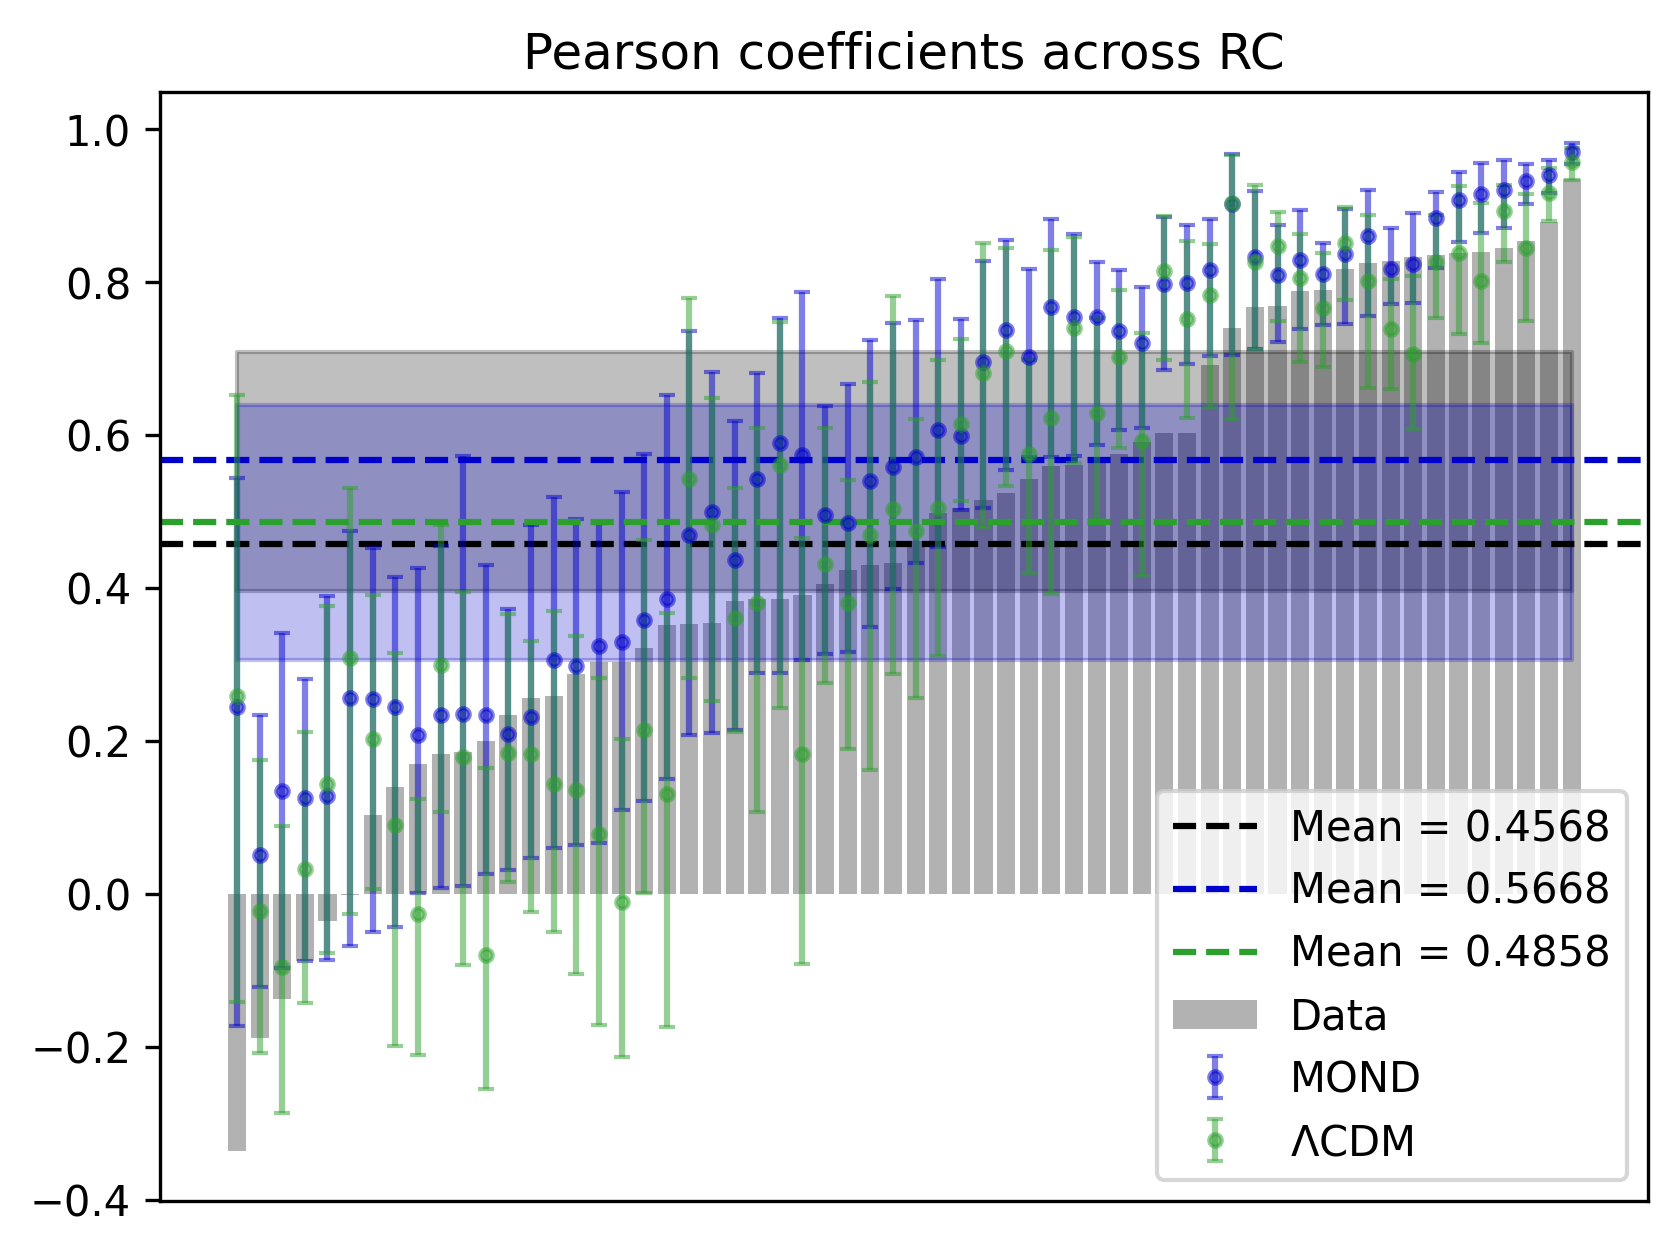 Pearson coefficients across RC
1.0
0.8
0.6
0.4
0.2
0.0
−0.2
−0.4
Mean = 0.4568
Mean = 0.5668
Mean = 0.4858
Data
MOND
ΛCDM